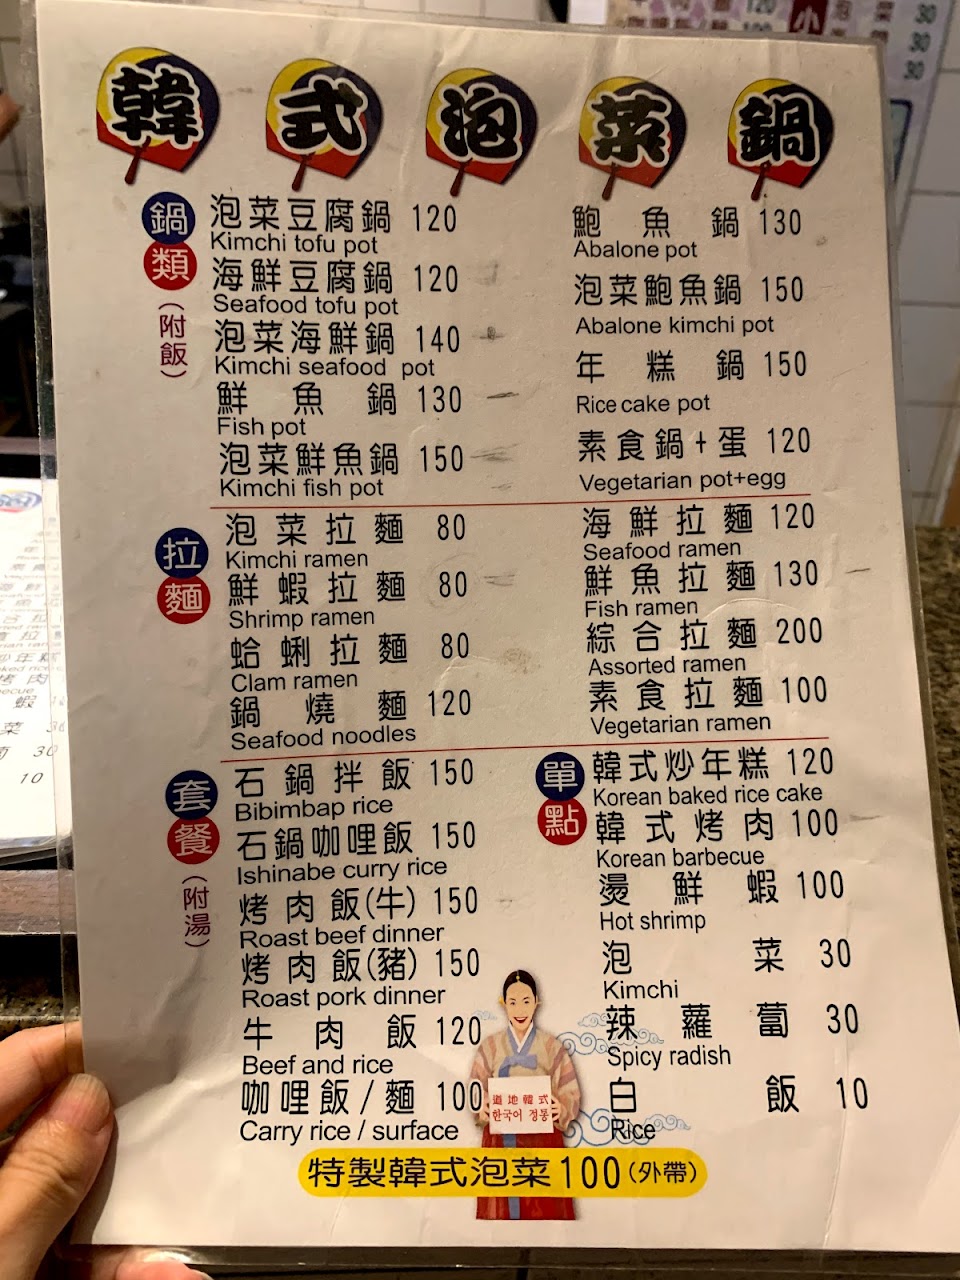 韓式泡菜鍋
鍋類
(附飯)
泡菜豆腐鍋 120
Kimchi tofu pot
海鮮豆腐鍋 120
Seafood tofu pot
泡菜海鮮鍋 140
Kimchi seafood pot
鮮魚鍋 130
Fish pot
泡菜鮮魚鍋 150
Kimchi fish pot
鮑魚鍋 130
Abalone pot
泡菜鮑魚鍋 150
Abalone kimchi pot
年糕鍋 150
Rice cake pot
素食鍋+蛋 120
Vegetarian pot+egg
拉麵
泡菜拉麵 80
Kimchi ramen
鮮蝦拉麵 80
Shrimp ramen
蛤蜊拉麵 80
Clam ramen
鍋燒麵 120
Seafood noodles
海鮮拉麵 120
Seafood ramen
鮮魚拉麵 130
Fish ramen
綜合拉麵 200
Assorted ramen
素食拉麵 100
Vegetarian ramen
套餐
(附湯)
石鍋拌飯 150
Bibimbap rice
石鍋咖哩飯 150
Ishinabe curry rice
烤肉飯(牛) 150
Roast beef dinner
烤肉飯(豬) 150
Roast pork dinner
牛肉飯 120
Beef and rice
咖哩飯/麵 100
Carry rice / surface
單點
韓式炒年糕 120
Korean baked rice cake
韓式烤肉 100
Korean barbecue
燙鮮蝦 100
Hot shrimp
泡菜 30
Kimchi
辣蘿蔔 30
Spicy radish
白飯 10
Rice
道地韓式
한국어 정통
特製韓式泡菜100(外帶)